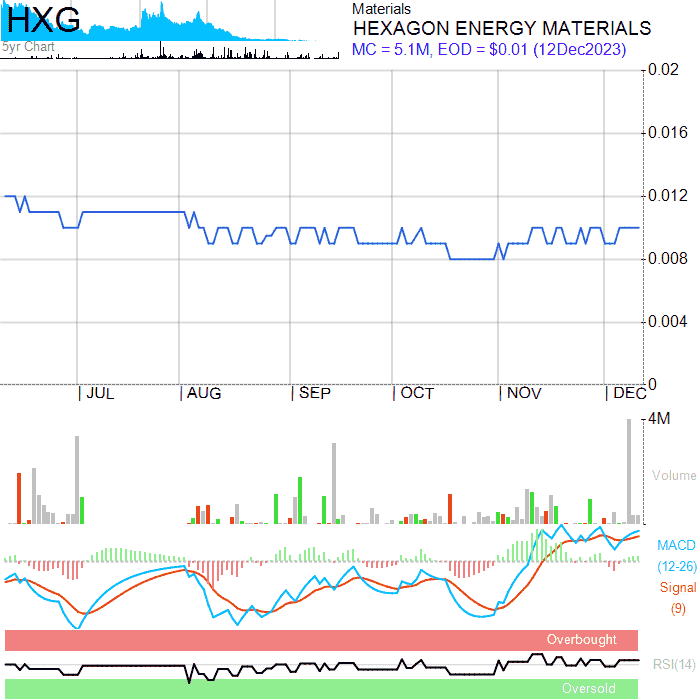 HXG
5yr Chart
Materials
HEXAGON ENERGY MATERIALS
MC = 5.1M, EOD = $0.01 (12Dec2023)
0.02
0.016
0.012
0.008
0.004
0
| JUL | AUG | SEP | OCT | NOV | DEC
4M
Volume
MACD
(12-26)
Signal
(9)
Overbought
RSI(14)
Oversold